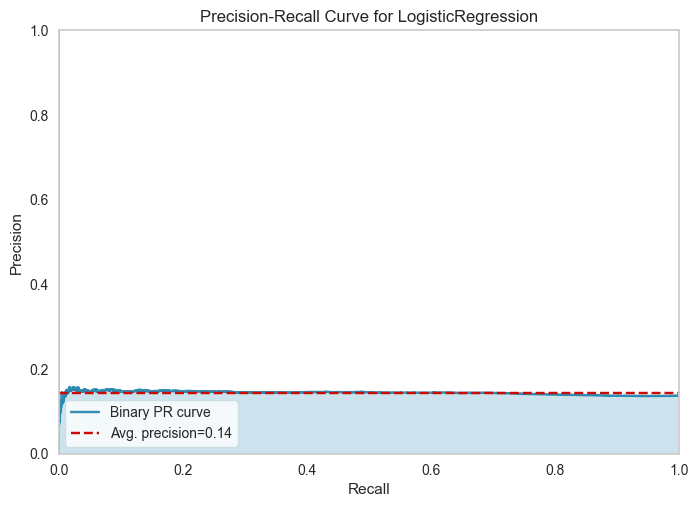 Precision-Recall Curve for LogisticRegression
1.0
0.8
0.6
0.4
0.2
0.0
Precision
Binary PR curve
Avg. precision=0.14
0.0 0.2 0.4 0.6 0.8 1.0
Recall